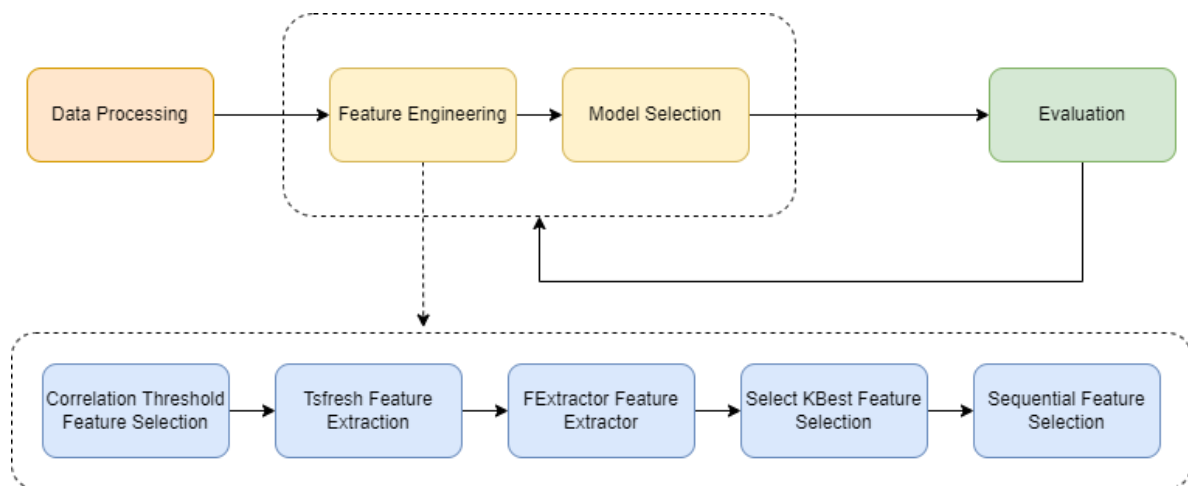 Data Processing
Feature Engineering
Model Selection
Evaluation
Correlation Threshold
Feature Selection
Tsfresh Feature
Extraction
FExtractor Feature
Extractor
Select KBest Feature
Selection
Sequential Feature
Selection